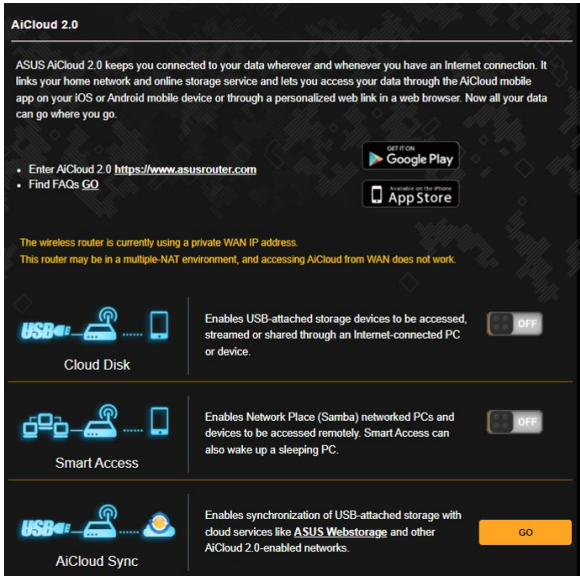 AiCloud 2.0
ASUS AiCloud 2.0 keeps you connected to your data wherever and whenever you have an Internet connection. It
links your home network and online storage service and lets you access your data through the AiCloud mobile
app on your iOS or Android mobile device or through a personalized web link in a web browser. Now all your data
can go where you go.
GET IT ON
Google Play
• Enter AiCloud 2.0 https://www.asusrouter.com
• Find FAQs GO
Available on the iPhone
App Store
The wireless router is currently using a private WAN IP address.
This router may be in a multiple-NAT environment, and accessing AiCloud from WAN does not work.
USB
Cloud Disk
Enables USB-attached storage devices to be accessed,
streamed or shared through an Internet-connected PC
or device.
OFF
Smart Access
Enables Network Place (Samba) networked PCs and
devices to be accessed remotely. Smart Access can
also wake up a sleeping PC.
OFF
USB
AiCloud Sync
Enables synchronization of USB-attached storage with
cloud services like ASUS Webstorage and other
AiCloud 2.0-enabled networks.
GO